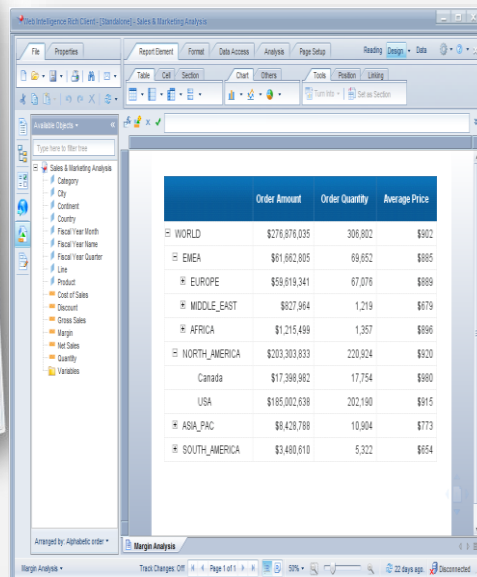 Web Intelligence Rich Client - [Standalone] - Sales & Marketing Analysis
File Properties
Report Element Format Data Access Analysis Page Setup Reading Design Data
Table Cell Section Chart Others Tools Position Linking
Turn Into Set as Section
Available Objects
Type here to filter tree
Sales & Marketing Analysis
Category
City
Continent
Country
Fiscal Year Month
Fiscal Year Name
Fiscal Year Quarter
Line
Product
Cost of Sales
Discount
Gross Sales
Margin
Net Sales
Quantity
Variables
Order Amount Order Quantity Average Price
WORLD $276,876,035 306,802 $902
EMEA $61,662,805 69,652 $885
EUROPE $59,619,341 67,076 $889
MIDDLE_EAST $827,964 1,219 $679
AFRICA $1,215,499 1,357 $896
NORTH_AMERICA $203,303,833 220,924 $920
Canada $17,398,982 17,754 $980
USA $185,002,638 202,190 $915
ASIA_PAC $8,428,788 10,904 $773
SOUTH_AMERICA $3,480,610 5,322 $654
Arranged by: Alphabetic order
Margin Analysis
Margin Analysis Track Changes: Off Page 1 of 1 50% 22 days ago Disconnected